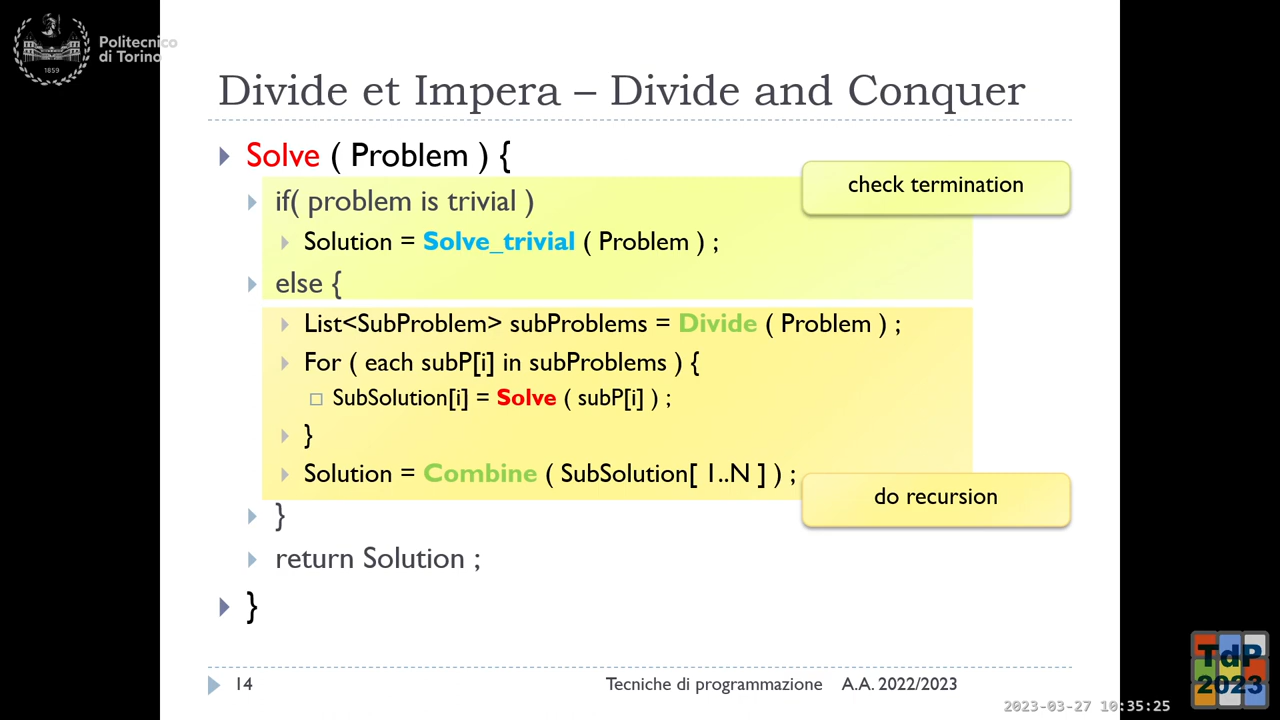 Politecnico
di Torino
1859
Divide et Impera – Divide and Conquer
Solve ( Problem ) {
check termination
if( problem is trivial )
Solution = Solve_trivial ( Problem ) ;
else {
List<SubProblem> subProblems = Divide ( Problem ) ;
For ( each subP[i] in subProblems ) {
SubSolution[i] = Solve ( subP[i] ) ;
}
Solution = Combine ( SubSolution[ 1..N ] ) ;
do recursion
}
return Solution ;
}
14 Tecniche di programmazione A.A. 2022/2023
TdP
2023
2023-03-27 10:35:25